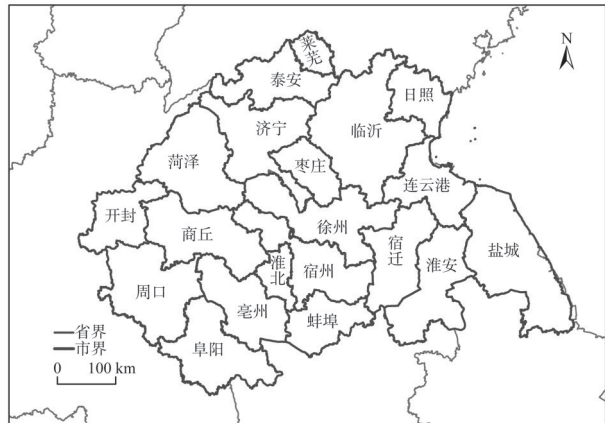 N
莱芜
泰安
日照
济宁
临沂
菏泽
枣庄
连云港
开封
商丘
徐州
宿迁
淮安
盐城
淮北
宿州
周口
亳州
蚌埠
阜阳
省界
市界
0 100 km